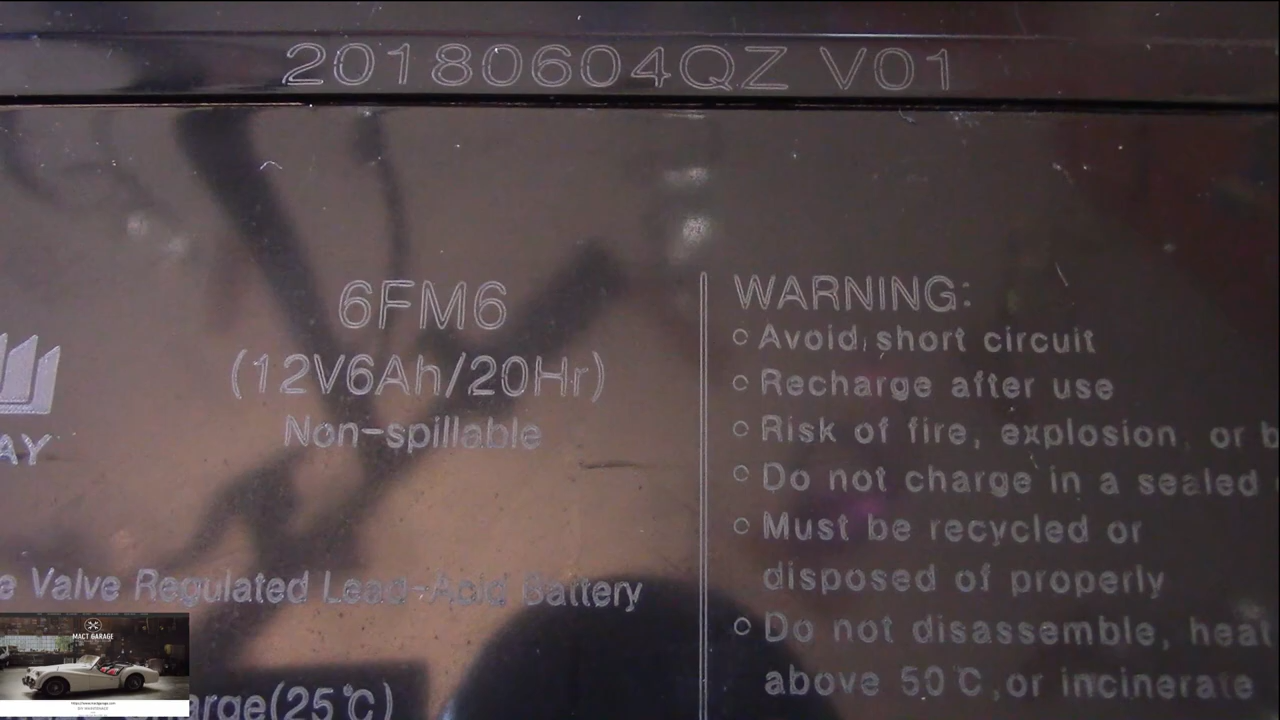 20180604QZ V01
6FM6
(12V6Ah/20Hr)
Non-spillable
AY
e Valve Regulated Lead-Acid Battery
arge(25℃)
WARNING:
○ Avoid short circuit
○ Recharge after use
○ Risk of fire, explosion, or b
○ Do not charge in a sealed
○ Must be recycled or
disposed of properly
○ Do not disassemble, heat
above 50℃, or incinerate
MACT GARAGE